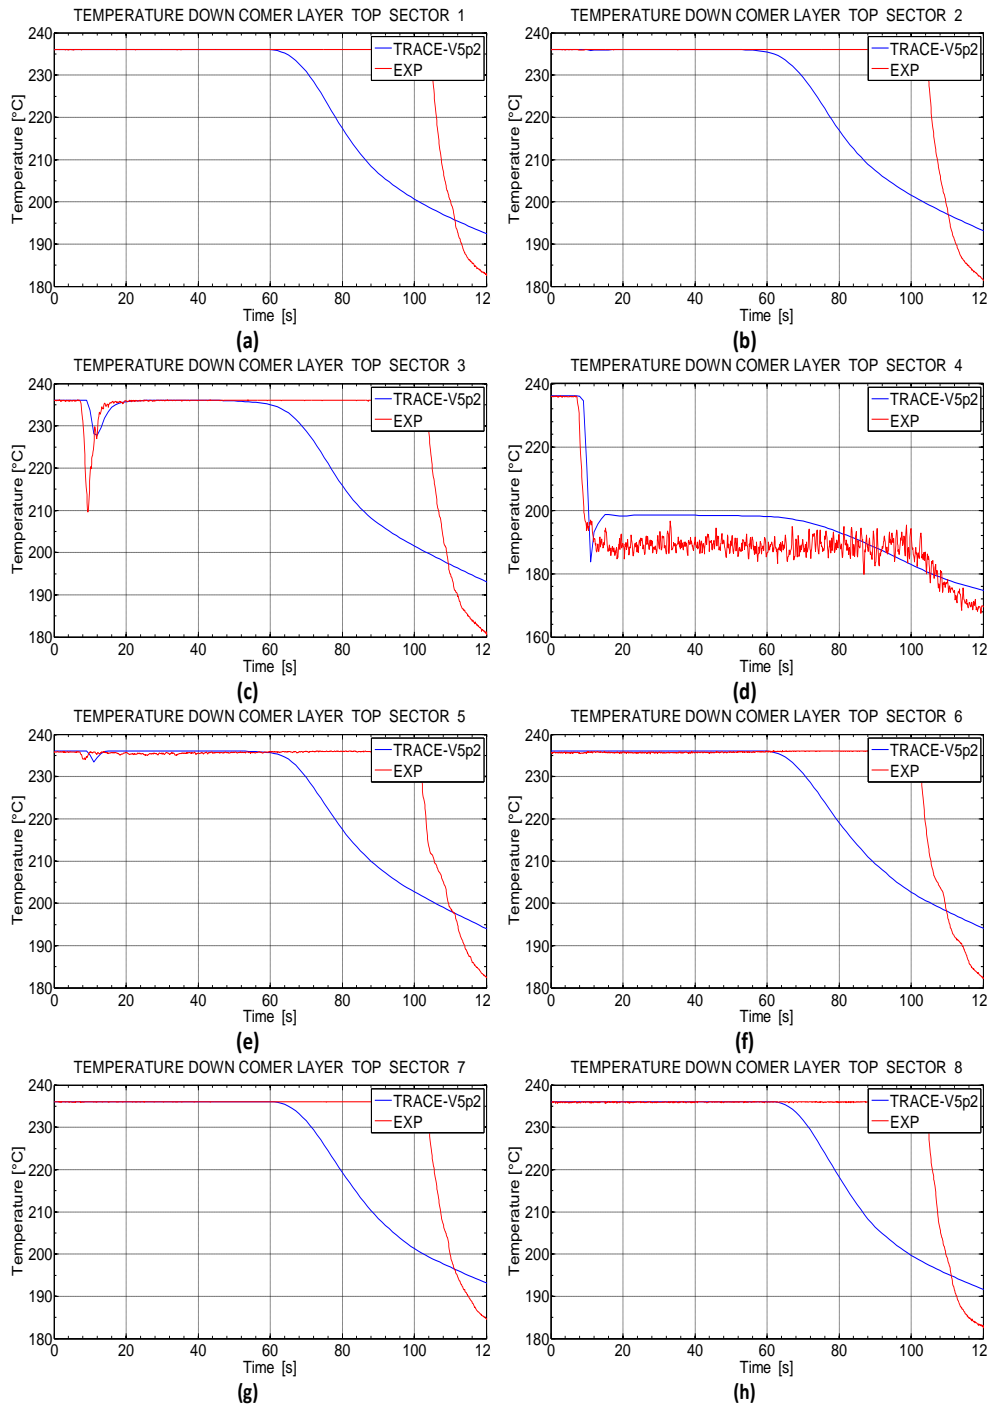 TEMPERATURE DOWN COMER LAYER TOP SECTOR 1
Temperature [°C]
240
230
220
210
200
190
180
TRACE-V5p2
EXP
0 20 40 60 80 100 12
Time [s]
(a)
TEMPERATURE DOWN COMER LAYER TOP SECTOR 2
Temperature [°C]
240
230
220
210
200
190
180
TRACE-V5p2
EXP
0 20 40 60 80 100 120
Time [s]
(b)
TEMPERATURE DOWN COMER LAYER TOP SECTOR 3
Temperature [°C]
240
230
220
210
200
190
180
TRACE-V5p2
EXP
0 20 40 60 80 100 12
Time [s]
(c)
TEMPERATURE DOWN COMER LAYER TOP SECTOR 4
Temperature [°C]
240
220
200
180
160
TRACE-V5p2
EXP
0 20 40 60 80 100 120
Time [s]
(d)
TEMPERATURE DOWN COMER LAYER TOP SECTOR 5
Temperature [°C]
240
230
220
210
200
190
180
TRACE-V5p2
EXP
0 20 40 60 80 100 12
Time [s]
(e)
TEMPERATURE DOWN COMER LAYER TOP SECTOR 6
Temperature [°C]
240
230
220
210
200
190
180
TRACE-V5p2
EXP
0 20 40 60 80 100 120
Time [s]
(f)
TEMPERATURE DOWN COMER LAYER TOP SECTOR 7
Temperature [°C]
240
230
220
210
200
190
180
TRACE-V5p2
EXP
0 20 40 60 80 100 12
Time [s]
(g)
TEMPERATURE DOWN COMER LAYER TOP SECTOR 8
Temperature [°C]
240
230
220
210
200
190
180
TRACE-V5p2
EXP
0 20 40 60 80 100 120
Time [s]
(h)